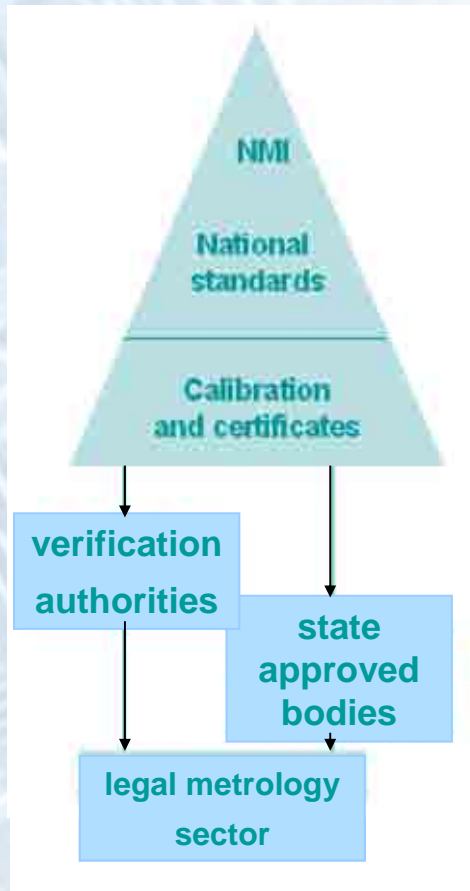 NMI
National
standards
Calibration
and certificates
verification
authorities
state
approved
bodies
legal metrology
sector